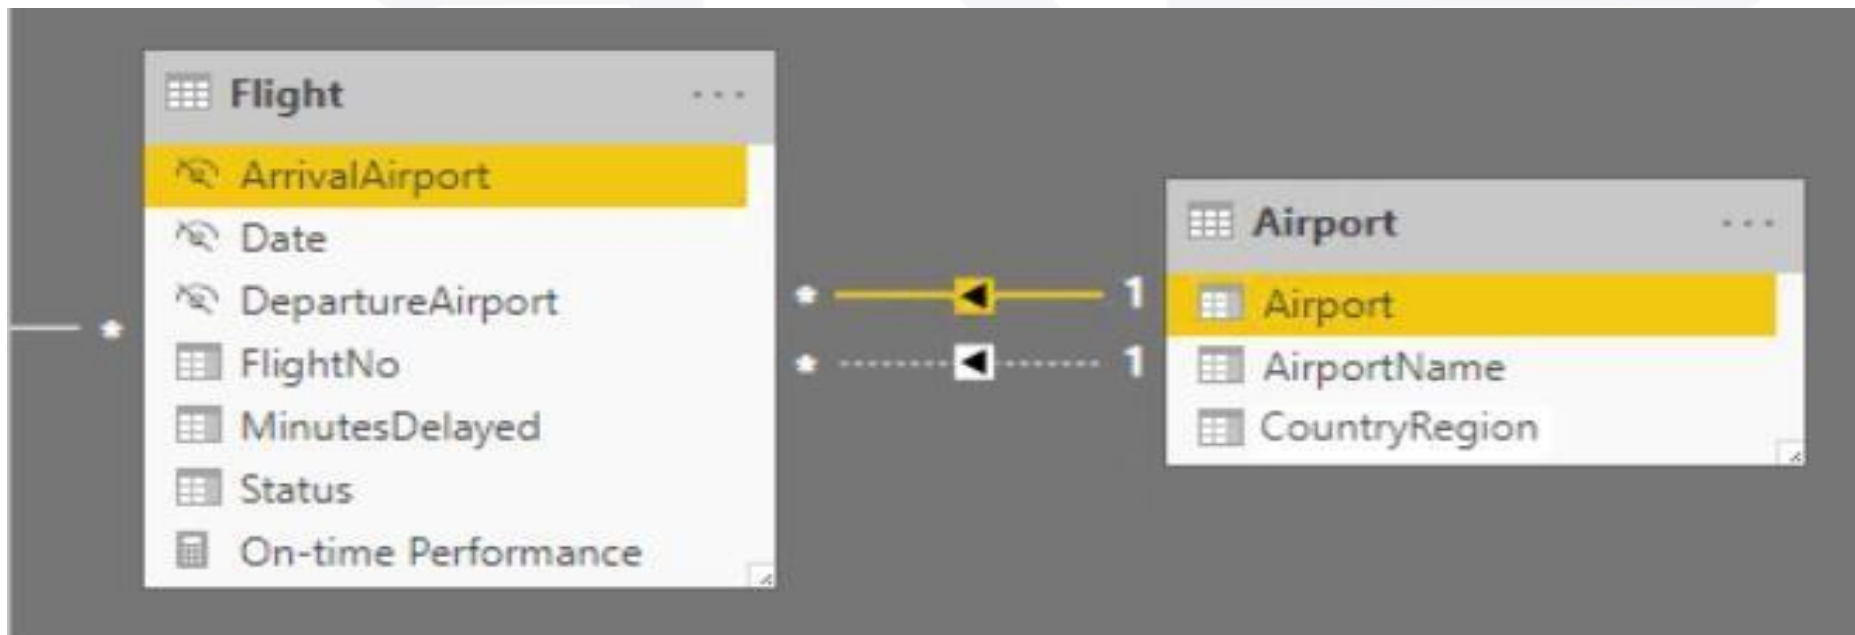 Flight ...
ArrivalAirport
Date
DepartureAirport
FlightNo
MinutesDelayed
Status
On-time Performance
*
* 1
* 1
Airport ...
Airport
AirportName
CountryRegion